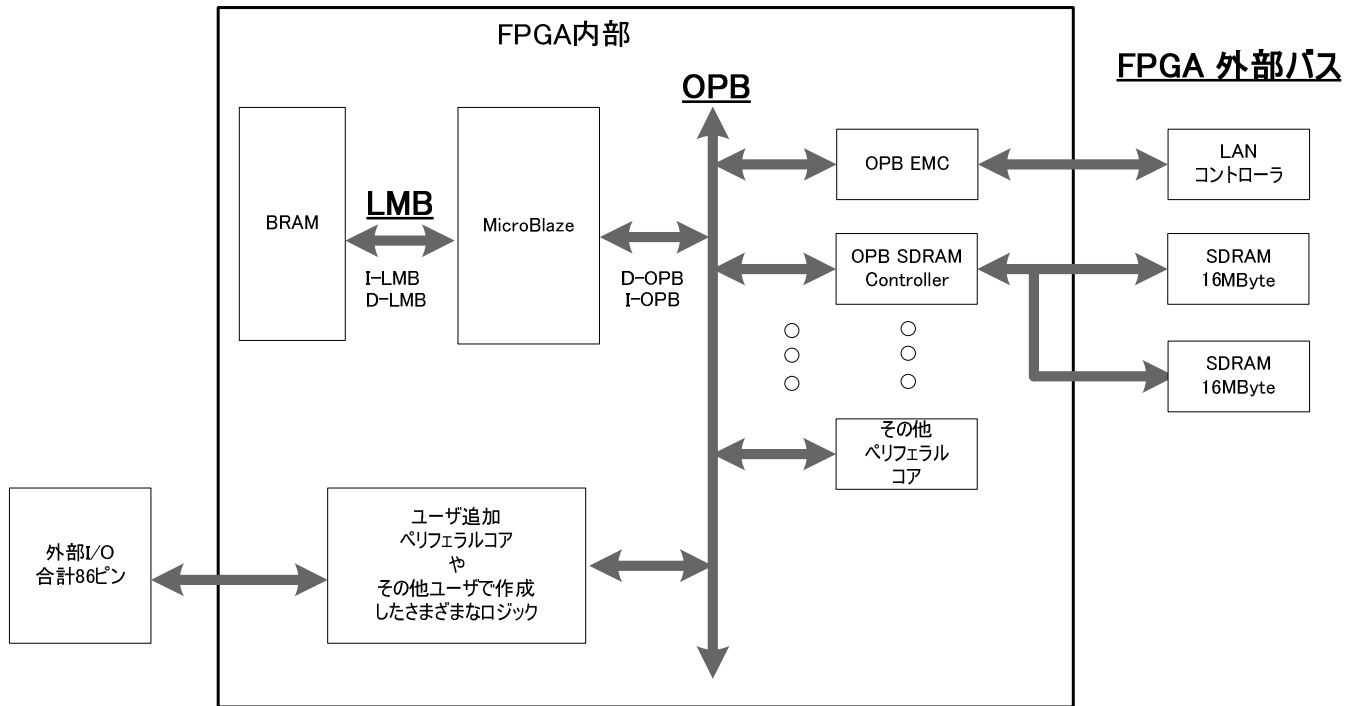 FPGA内部
FPGA 外部バス
OPB
BRAM
LMB
I-LMB
D-LMB
MicroBlaze
D-OPB
I-OPB
OPB EMC
LAN
コントローラ
OPB SDRAM
Controller
SDRAM
16MByte
SDRAM
16MByte
その他
ペリフェラル
コア
外部I/O
合計86ピン
ユーザ追加
ペリフェラルコア
や
その他ユーザで作成
したさまざまなロジック